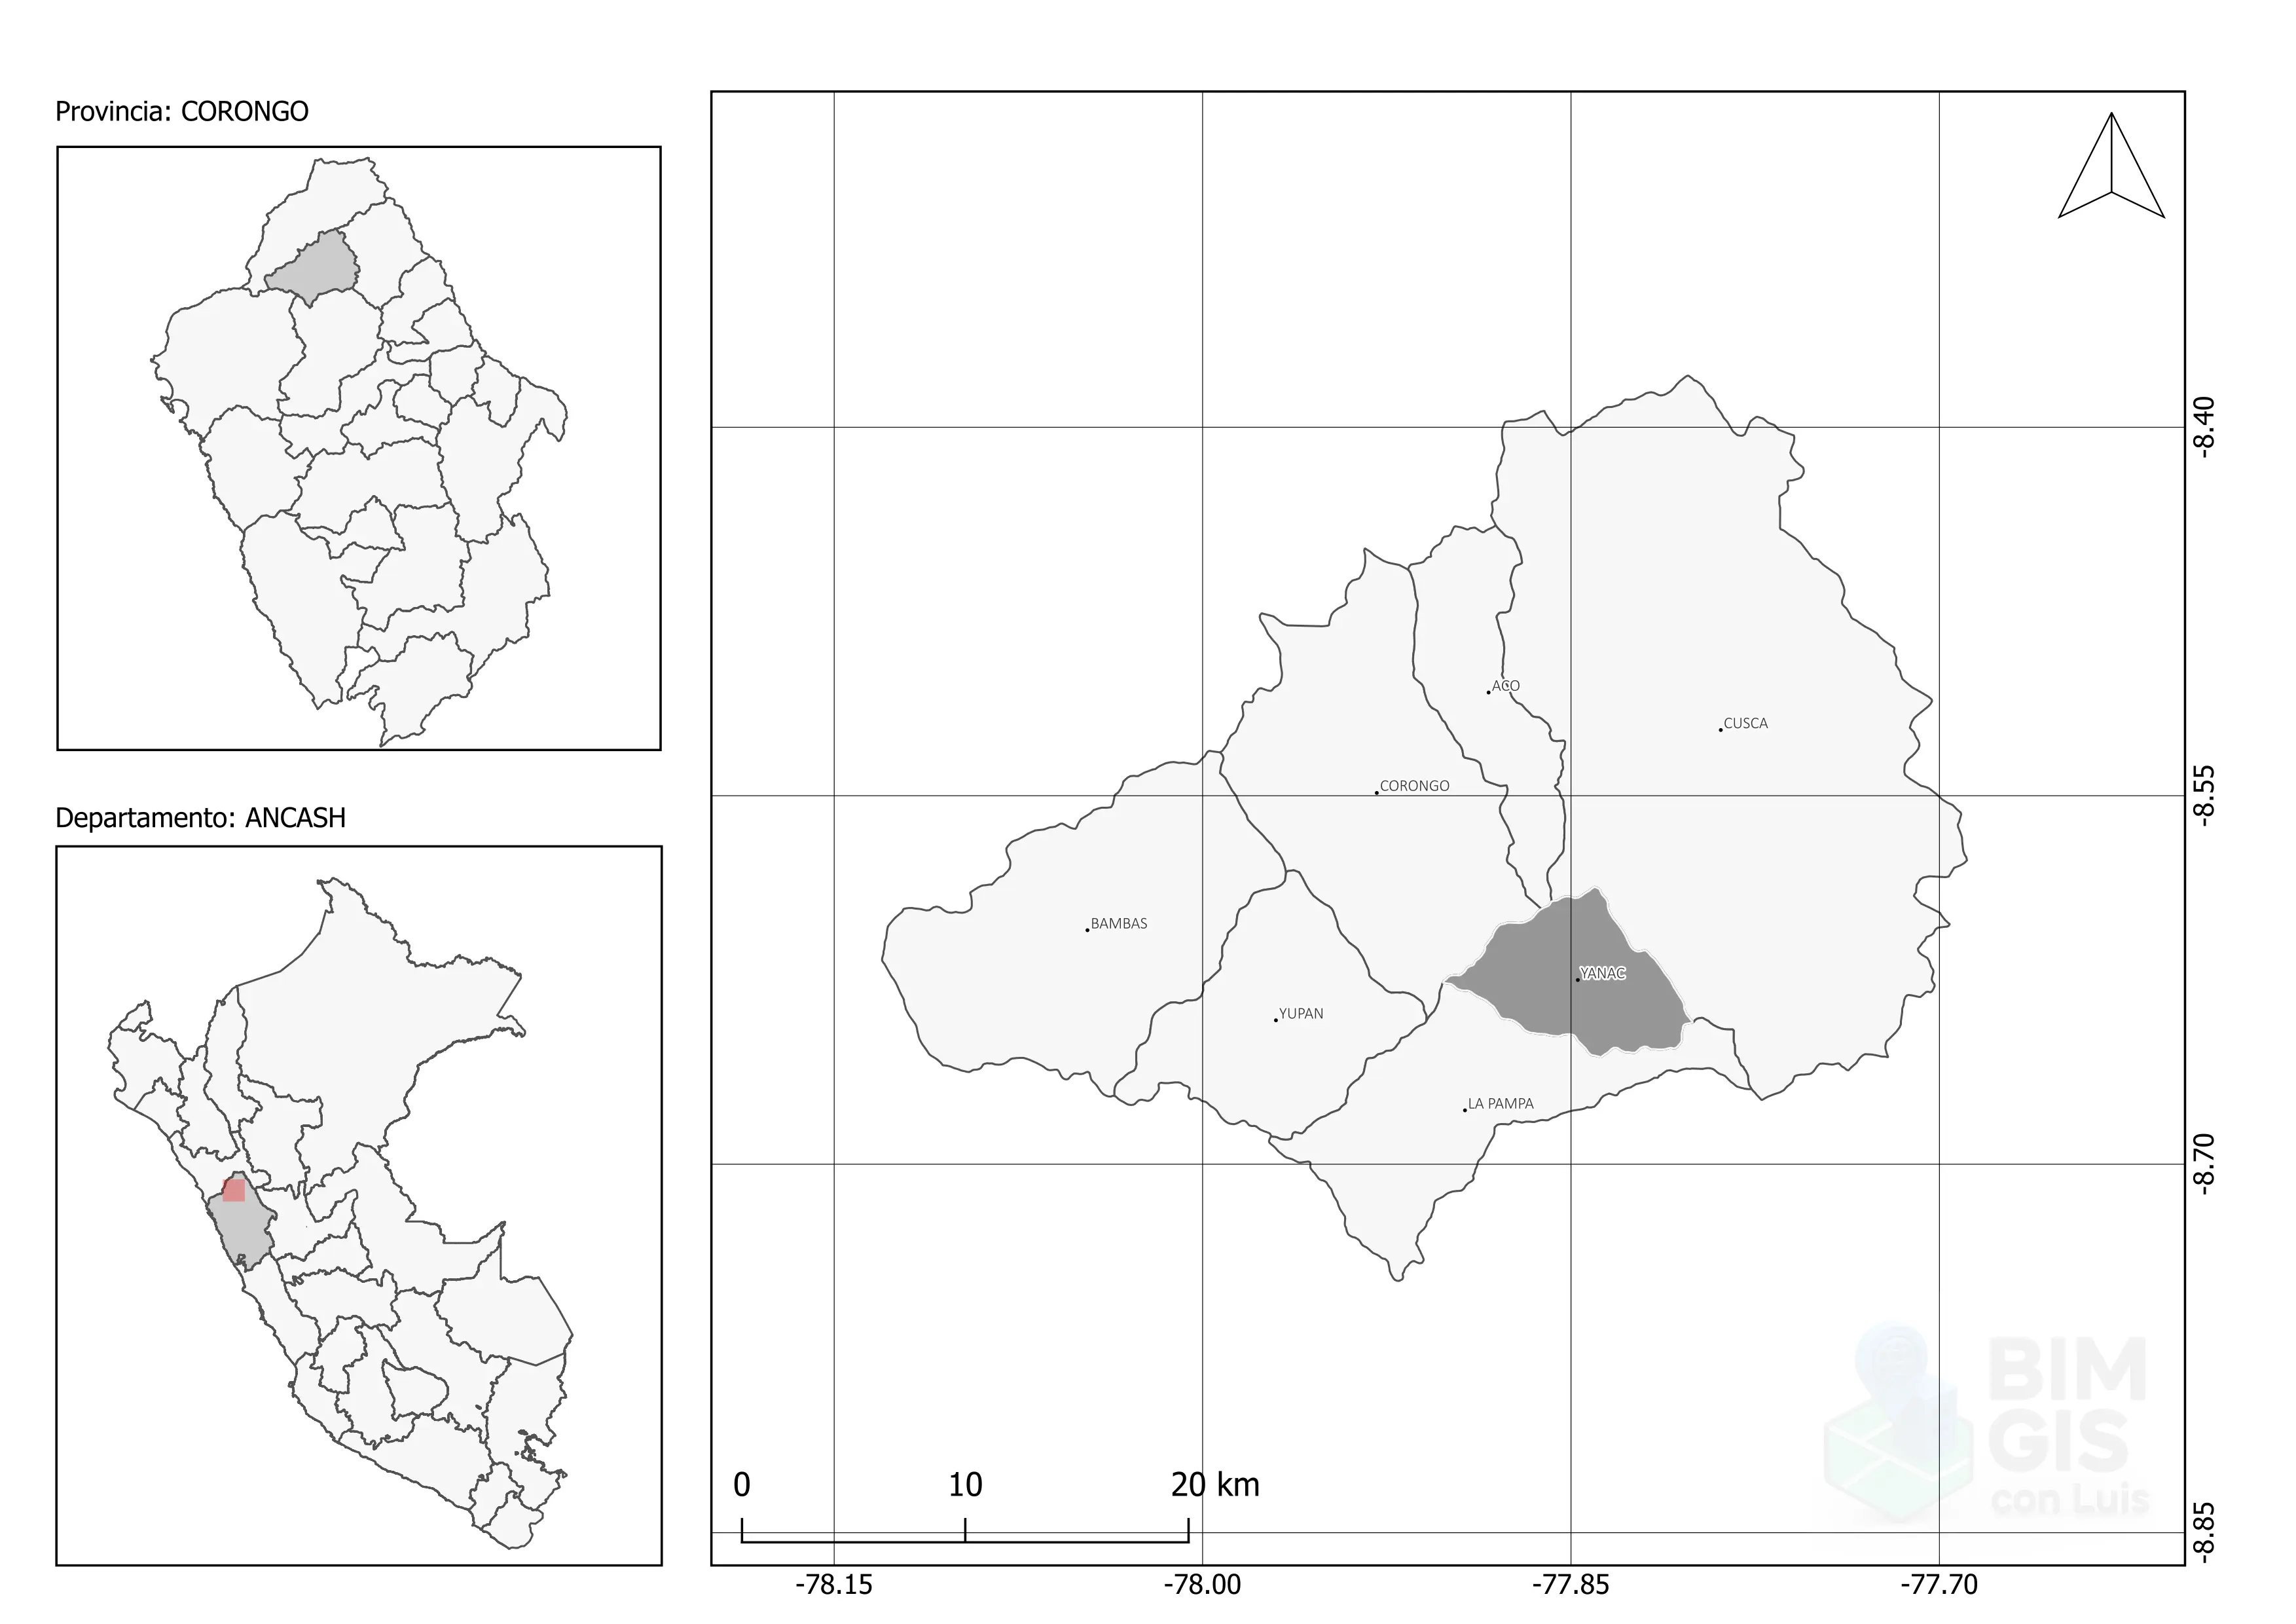 Provincia: CORONGO
Departamento: ANCASH
ACO
CUSCA
CORONGO
BAMBAS
YANAC
YUPAN
LA PAMPA
-8.40
-8.55
-8.70
-8.85
0 10 20 km
-78.15 -78.00 -77.85 -77.70
BIM
GIS
con Luis